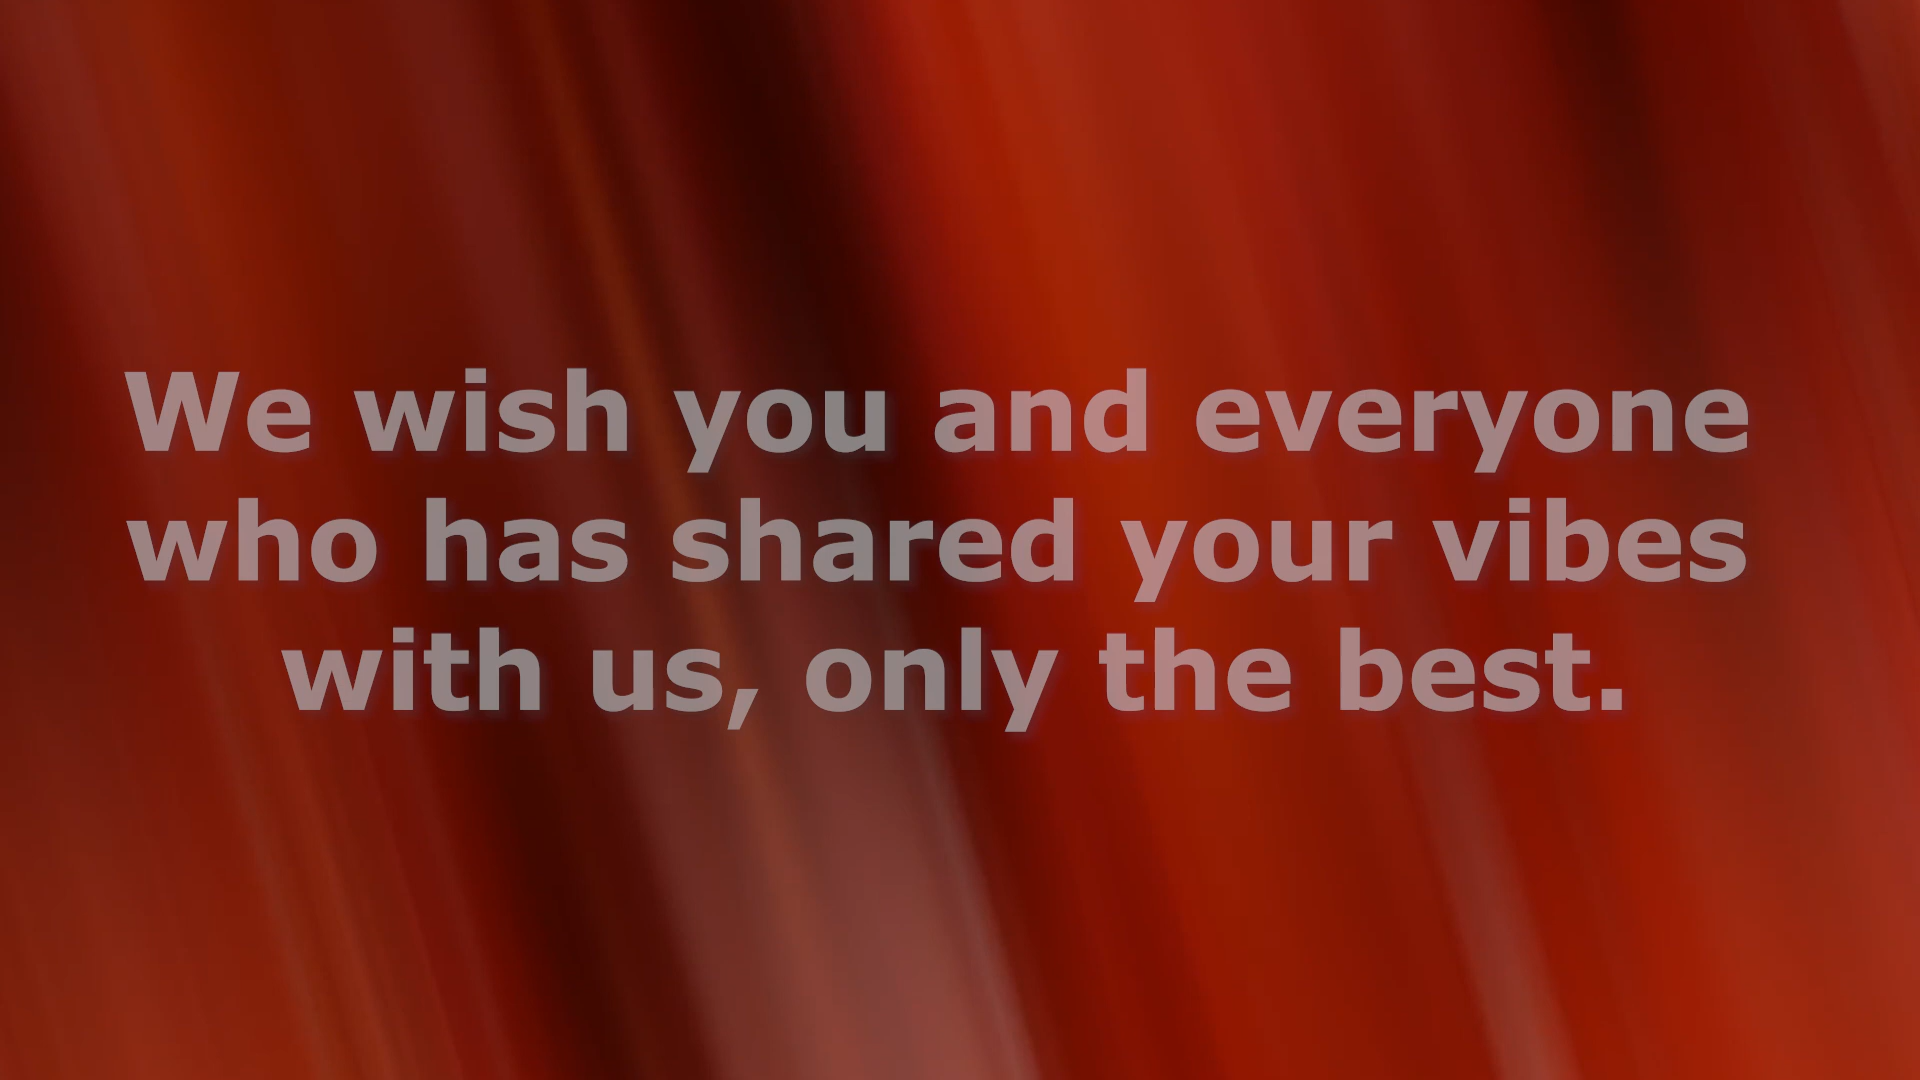 We wish you and everyone
who has shared your vibes
with us, only the best.